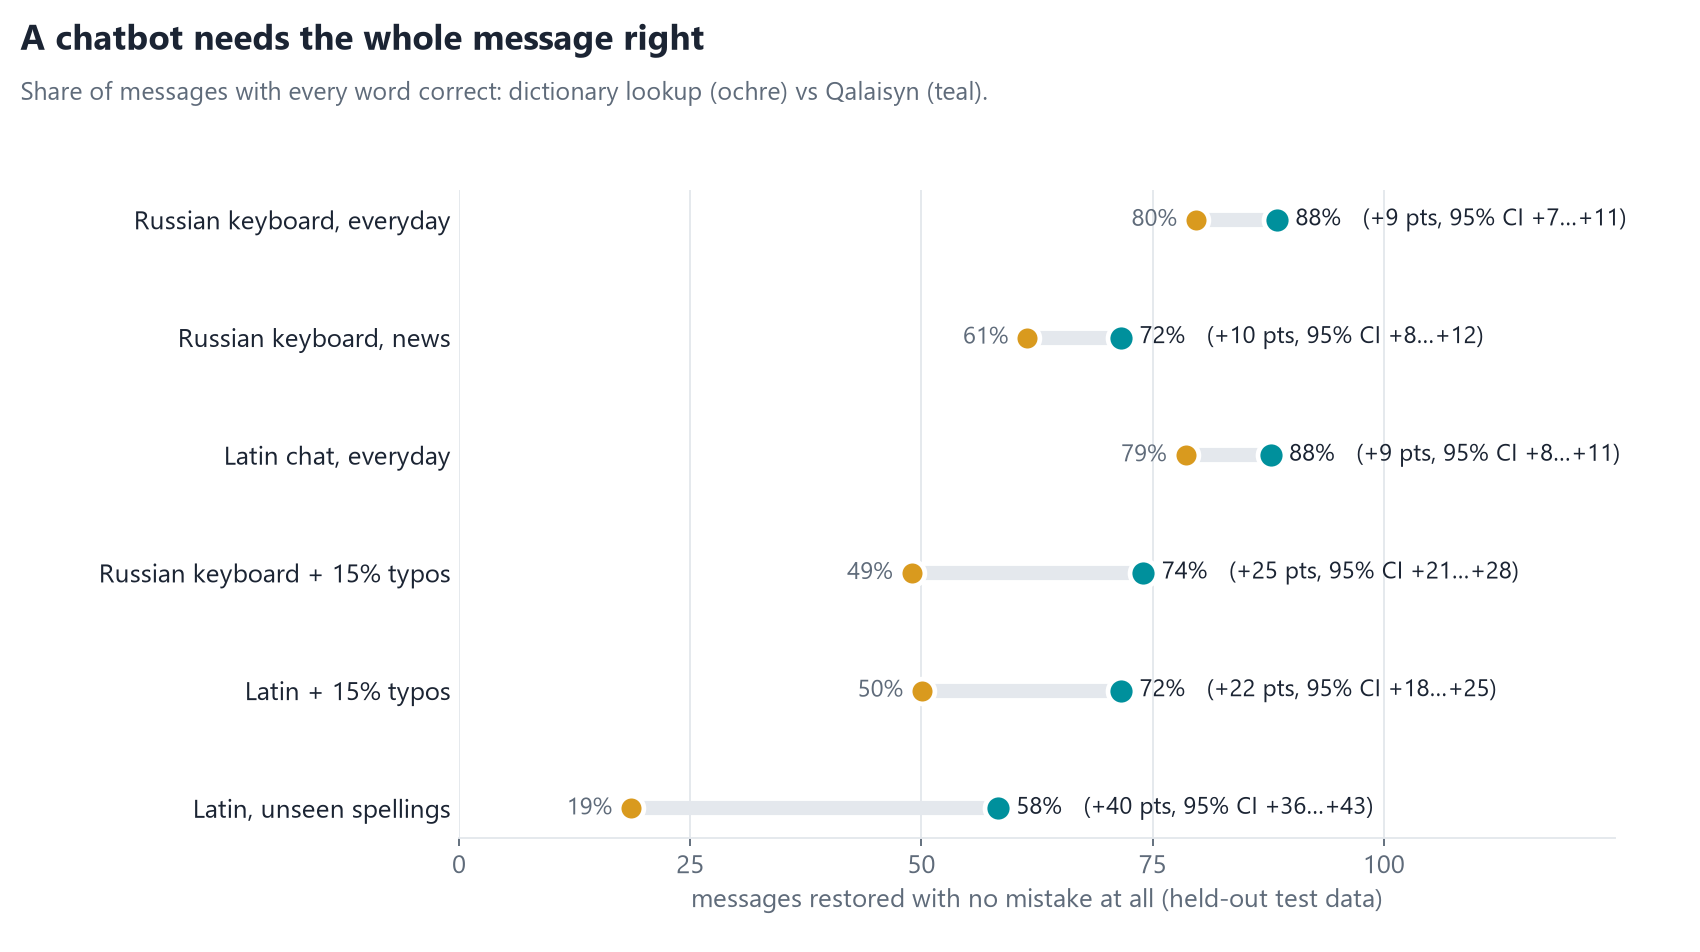 A chatbot needs the whole message right
Share of messages with every word correct: dictionary lookup (ochre) vs Qalaisyn (teal).
Russian keyboard, everyday 80% 88% (+9 pts, 95% CI +7…+11)
Russian keyboard, news 61% 72% (+10 pts, 95% CI +8…+12)
Latin chat, everyday 79% 88% (+9 pts, 95% CI +8…+11)
Russian keyboard + 15% typos 49% 74% (+25 pts, 95% CI +21…+28)
Latin + 15% typos 50% 72% (+22 pts, 95% CI +18…+25)
Latin, unseen spellings 19% 58% (+40 pts, 95% CI +36…+43)
0 25 50 75 100
messages restored with no mistake at all (held-out test data)